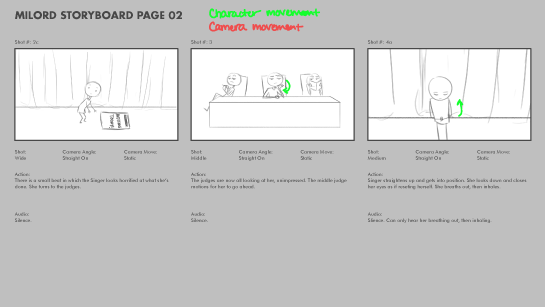 MILORD STORYBOARD PAGE 02
Character movement
Camera movement
Shot #: 2c
Shot #: 3
Shot #: 4a
Shot:
Wide
Camera Angle:
Straight On
Camera Move:
Static
Shot:
Middle
Camera Angle:
Straight On
Camera Move:
Static
Shot:
Medium
Camera Angle:
Straight On
Camera Move:
Static
Action:
There is a small beat in which the Singer looks horrified at what she's
done. She turns to the judges.
Action:
The judges are now all looking at her, unimpressed. The middle judge
motions for her to go ahead.
Action:
Singer straightens up and gets into position. She looks down and closes
her eyes as if resetting herself. She breaths out, then inhales.
Audio:
Silence.
Audio:
Silence
Audio:
Silence. Can only hear her breathing out, then inhaling.